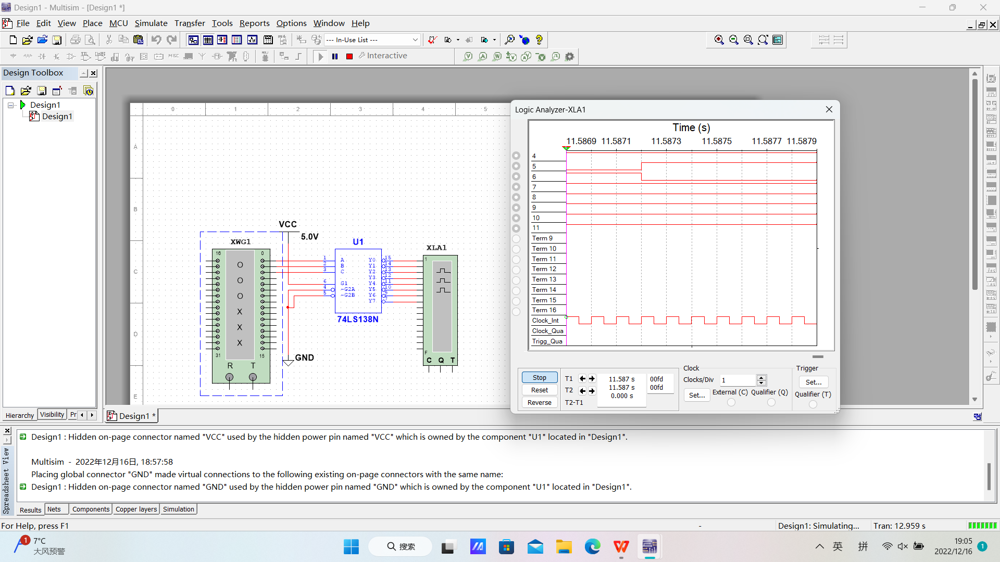 Design1 - Multisim - [Design1 *]
File Edit View Place MCU Simulate Transfer Tools Reports Options Window Help
--- In-Use List ---
MISC
Interactive
Design Toolbox
Design1
Design1
0 1 2 3 4 5
A
B
C
D
E
VCC
5.0V
XWG1
16 0
O
O
O
X
X
X
31 15
R T
GND
U1
1 A Y0 15
2 B Y1 14
3 C Y2 13
Y3 12
6 G1 Y4 11
4 ~G2A Y5 10
5 ~G2B Y6 9
Y7 7
74LS138N
XLA1
1
F
C Q T
Logic Analyzer-XLA1
Time (s)
11.5869 11.5871 11.5873 11.5875 11.5877 11.5879
4
5
6
7
8
9
10
11
Term 9
Term 10
Term 11
Term 12
Term 13
Term 14
Term 15
Term 16
Clock_Int
Clock_Qua
Trigg_Qua
Stop
Reset
Reverse
T1 11.587 s 00fd
T2 11.587 s 00fd
T2-T1 0.000 s
Clock
Clocks/Div 1
Set... External (C) Qualifier (Q)
Trigger
Set...
Qualifier (T)
Hierarchy Visibility Pr
Design1 *
Spreadsheet View
Design1 : Hidden on-page connector named "VCC" used by the hidden power pin named "VCC" which is owned by the component "U1" located in "Design1".
Multisim - 2022年12月16日, 18:57:58
Placing global connector "GND" made virtual connections to the following existing on-page connectors with the same name:
Design1 : Hidden on-page connector named "GND" used by the hidden power pin named "GND" which is owned by the component "U1" located in "Design1".
Results Nets Components Copper layers Simulation
For Help, press F1
-
Design1: Simulating... Tran: 12.959 s
1
7°C
大风预警
搜索
英
拼
19:05
2022/12/16
1